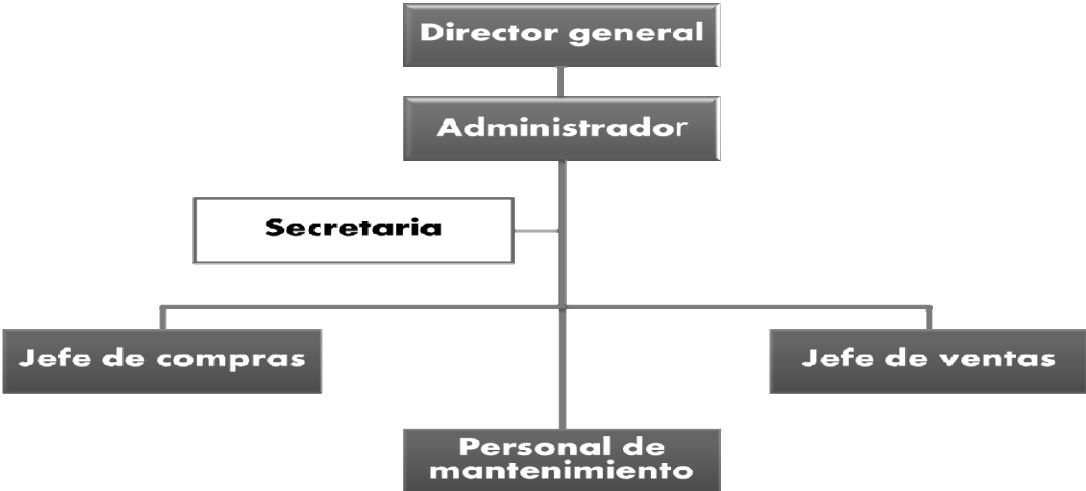 Director general
Administrador
Secretaria
Jefe de compras
Jefe de ventas
Personal de
mantenimiento